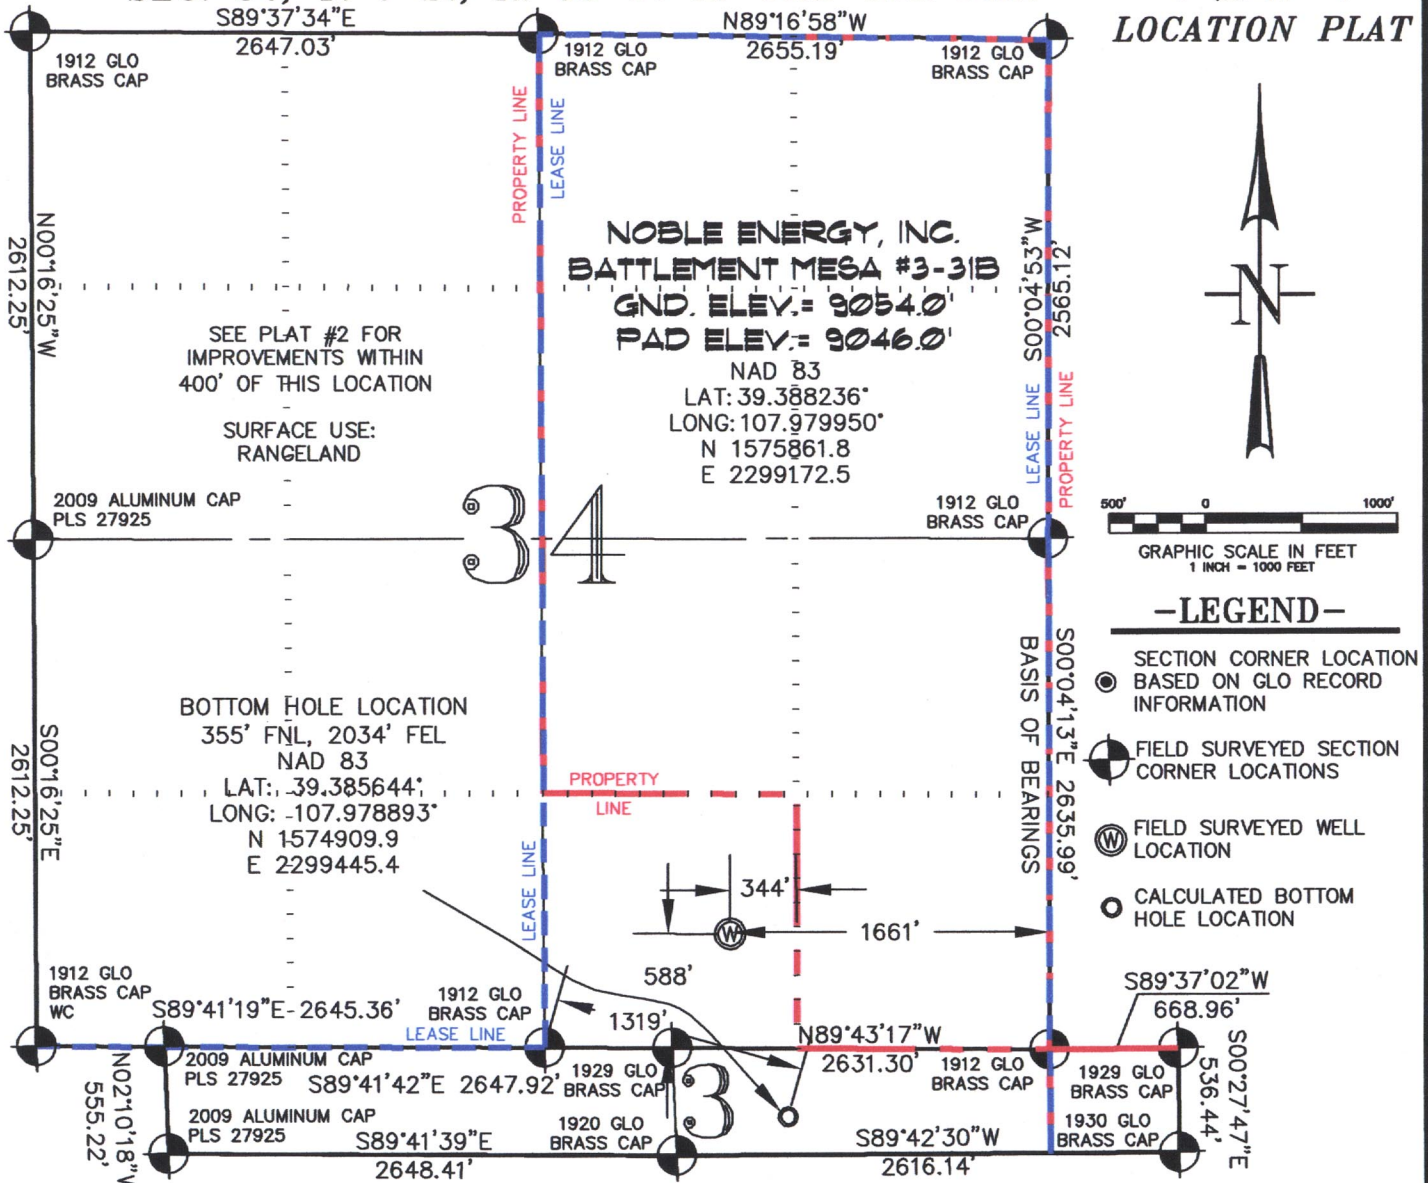 LOCATION PLAT
S89°37'34"E
2647.03'
N89°16'58"W
2655.19'
1912 GLO
BRASS CAP
1912 GLO
BRASS CAP
1912 GLO
BRASS CAP
PROPERTY LINE
LEASE LINE
N00°16'25"W
2612.25'
NOBLE ENERGY, INC.
BATTLEMENT MESA #3-31B
GND. ELEV.= 9054.0'
PAD ELEV.= 9046.0'
NAD 83
LAT: 39.388236°
LONG: 107.979950°
N 1575861.8
E 2299172.5
S00°04'53"W
2565.12'
LEASE LINE
PROPERTY LINE
N
SEE PLAT #2 FOR
IMPROVEMENTS WITHIN
400' OF THIS LOCATION
SURFACE USE:
RANGELAND
2009 ALUMINUM CAP
PLS 27925
34
1912 GLO
BRASS CAP
500' 0 1000'
GRAPHIC SCALE IN FEET
1 INCH = 1000 FEET
-LEGEND-
SECTION CORNER LOCATION
BASED ON GLO RECORD
INFORMATION
FIELD SURVEYED SECTION
CORNER LOCATIONS
W
FIELD SURVEYED WELL
LOCATION
CALCULATED BOTTOM
HOLE LOCATION
S00°16'25"E
2612.25'
BOTTOM HOLE LOCATION
355' FNL, 2034' FEL
NAD 83
LAT: 39.385644°
LONG: -107.978893°
N 1574909.9
E 2299445.4
PROPERTY
LINE
LEASE LINE
S00°04'13"E 2635.99'
BASIS OF BEARINGS
344'
W
1661'
588'
1319'
1912 GLO
BRASS CAP
WC
S89°41'19"E-2645.36'
LEASE LINE
1912 GLO
BRASS CAP
N89°43'17"W
2631.30'
S89°37'02"W
668.96'
2009 ALUMINUM CAP
PLS 27925
S89°41'42"E 2647.92'
1929 GLO
BRASS CAP
3
1912 GLO
BRASS CAP
1929 GLO
BRASS CAP
S00°27'47"E
536.44'
N02°10'18"W
555.22'
2009 ALUMINUM CAP
PLS 27925
S89°41'39"E
2648.41'
1920 GLO
BRASS CAP
S89°42'30"W
2616.14'
1930 GLO
BRASS CAP